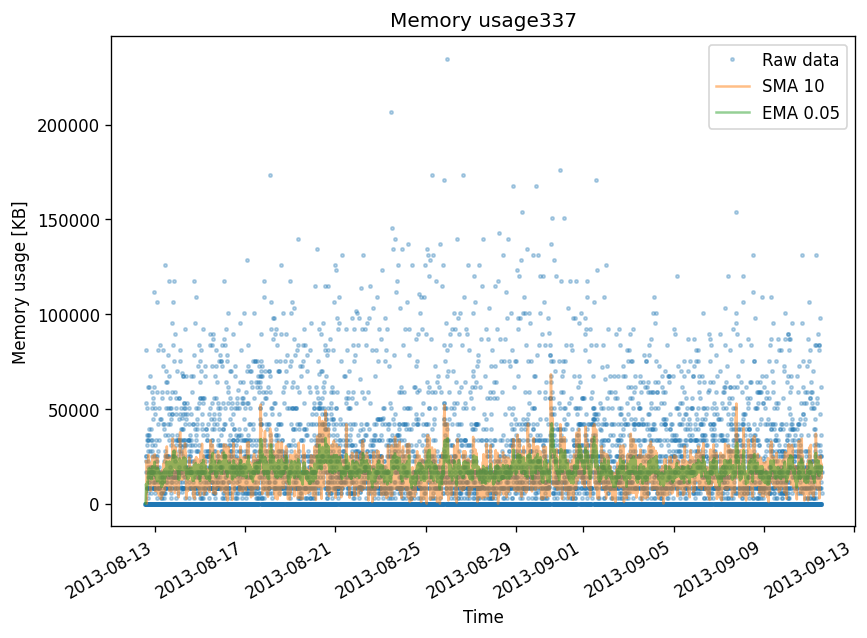 Memory usage337
Raw data
SMA 10
EMA 0.05
Memory usage [KB]
200000
150000
100000
50000
0
2013-08-13
2013-08-17
2013-08-21
2013-08-25
2013-08-29
2013-09-01
2013-09-05
2013-09-09
2013-09-13
Time